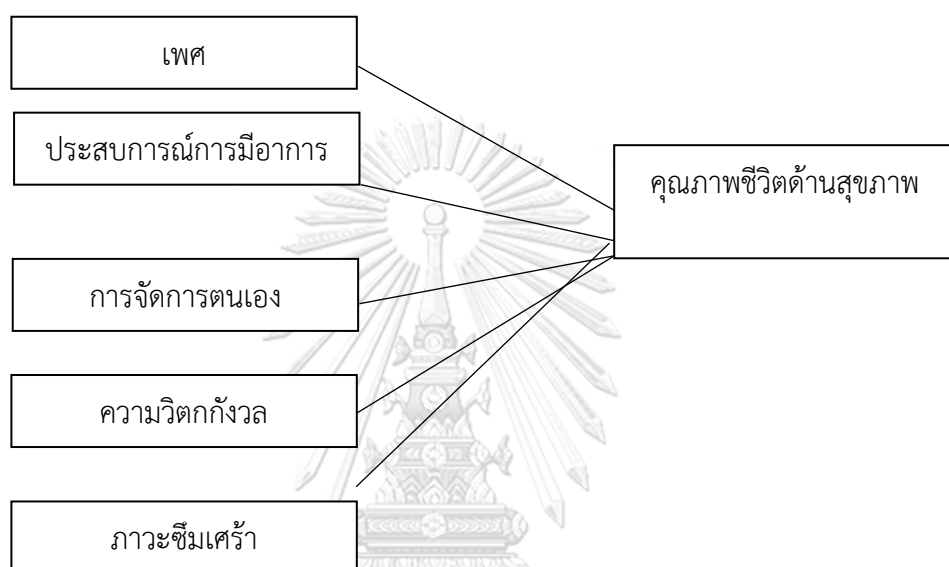 เพศ
ประสบการณ์การมีอาการ
คุณภาพชีวิตด้านสุขภาพ
การจัดการตนเอง
ความวิตกกังวล
ภาวะซึมเศร้า